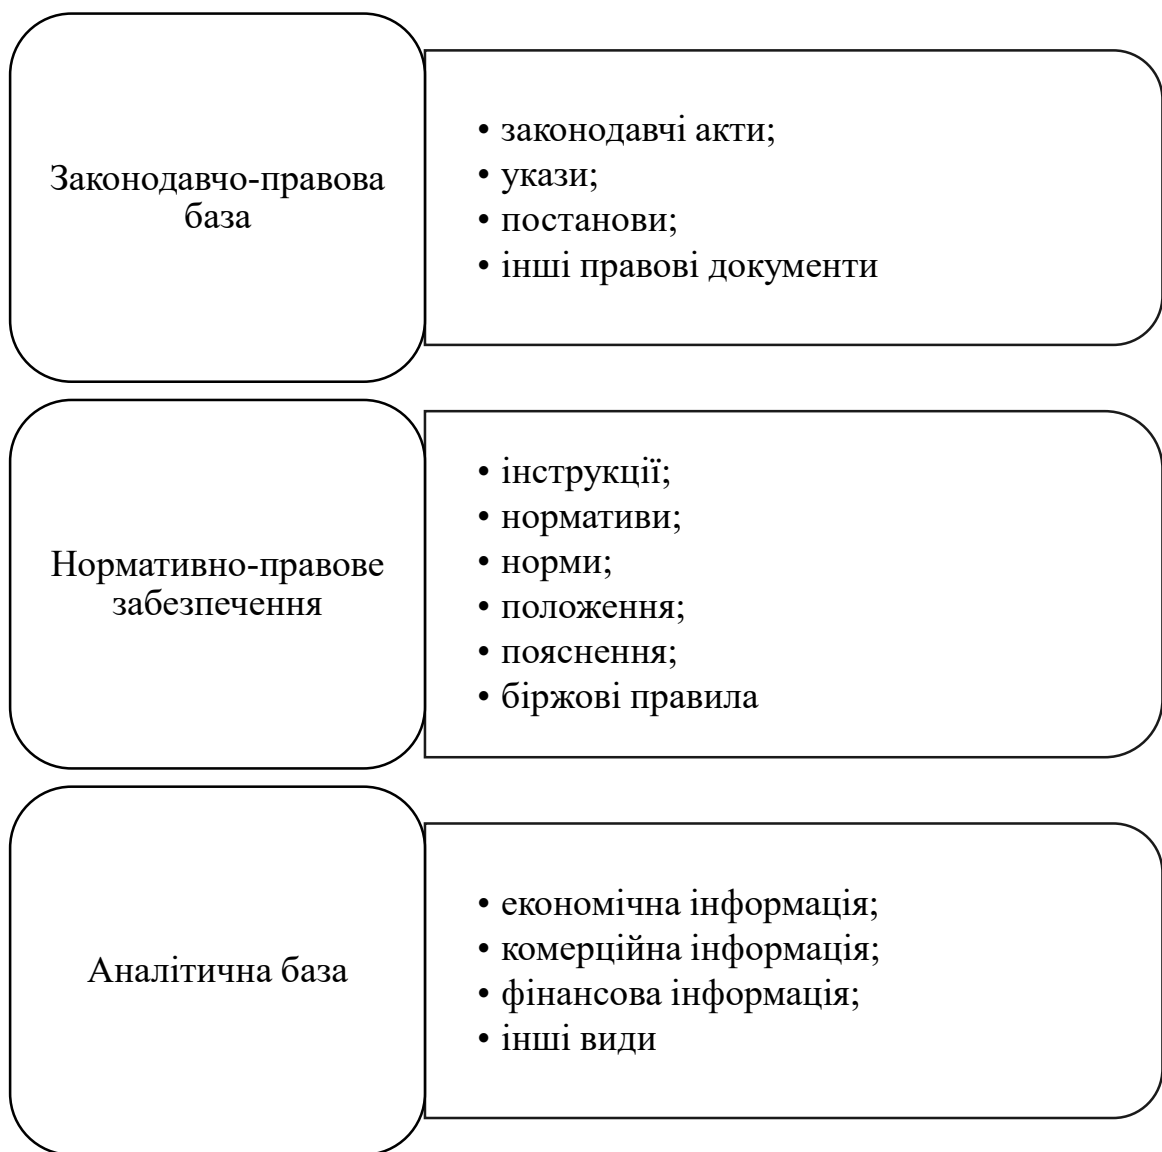 Законодавчо-правова
база
• законодавчі акти;
• укази;
• постанови;
• інші правові документи
Нормативно-правове
забезпечення
• інструкції;
• нормативи;
• норми;
• положення;
• пояснення;
• біржові правила
Аналітична база
• економічна інформація;
• комерційна інформація;
• фінансова інформація;
• інші види